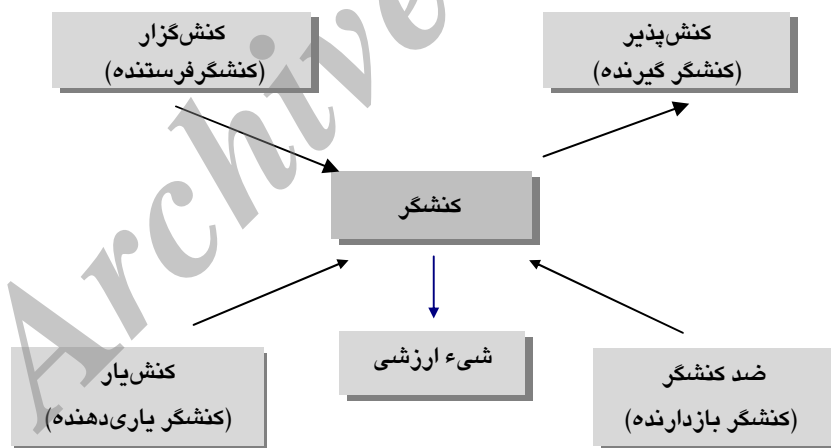 کنش‌پذیر
(کنشگر گیرنده)
کنش‌گزار
(کنشگرفرستنده)
کنشگر
ضد کنشگر
(کنشگر بازدارنده)
شیء ارزشی
کنش‌یار
(کنشگر یاری‌دهنده)
Archive